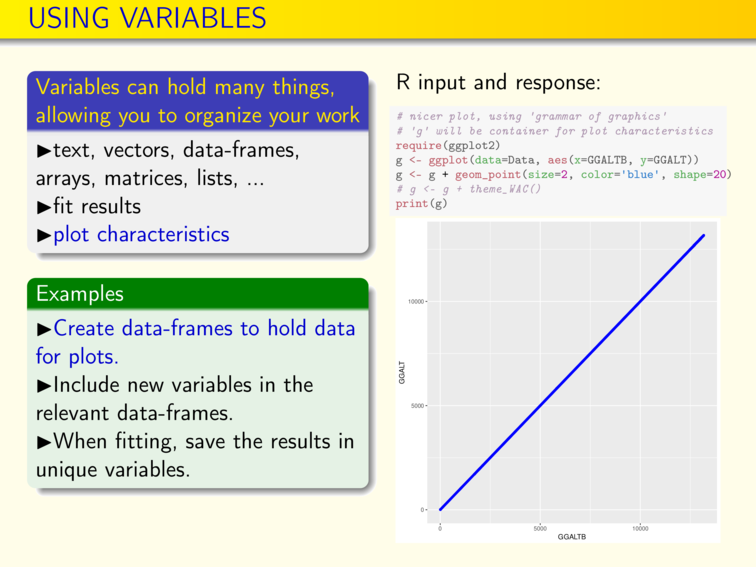 USING VARIABLES
Variables can hold many things,
allowing you to organize your work
▶text, vectors, data-frames,
arrays, matrices, lists, ...
▶fit results
▶plot characteristics
Examples
▶Create data-frames to hold data
for plots.
▶Include new variables in the
relevant data-frames.
▶When fitting, save the results in
unique variables.
R input and response:
# nicer plot, using 'grammar of graphics'
# 'g' will be container for plot characteristics
require(ggplot2)
g <- ggplot(data=Data, aes(x=GGALTB, y=GGALT))
g <- g + geom_point(size=2, color='blue', shape=20)
# g <- g + theme_WAC()
print(g)
10000
5000
0
GGALT
0 5000 10000
GGALTB